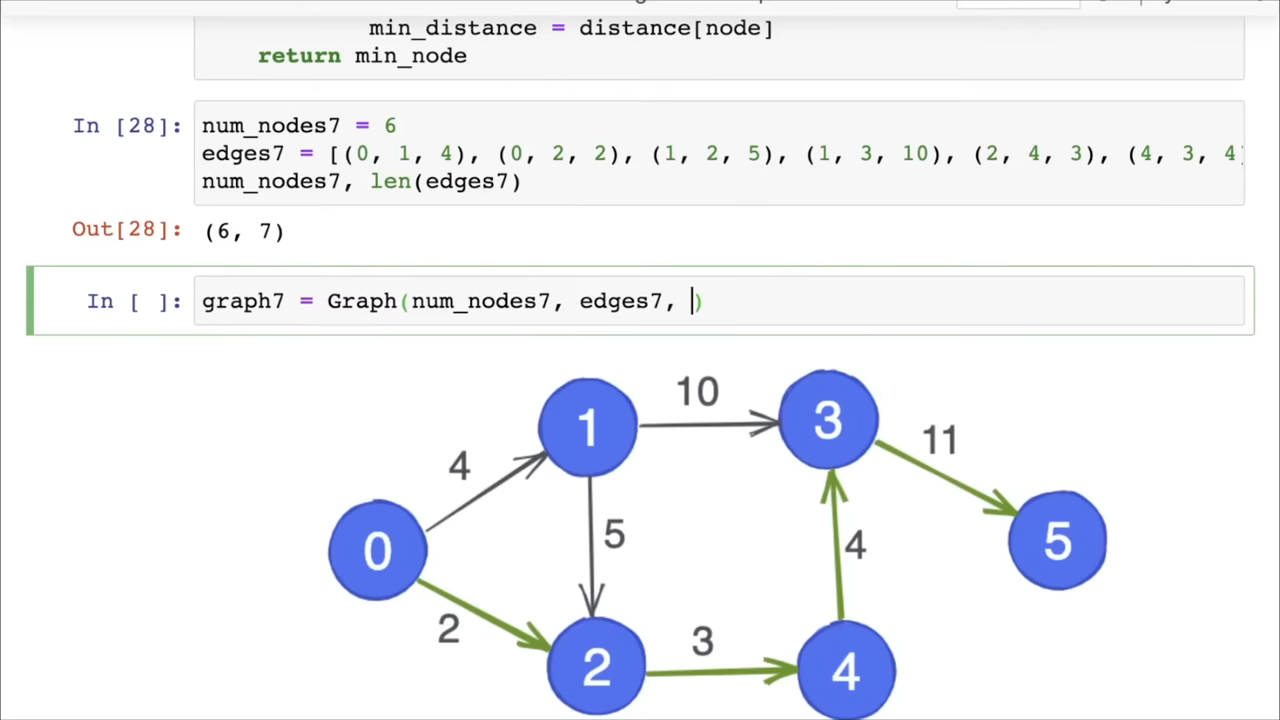 min_distance = distance[node]
return min_node
In [28]: num_nodes7 = 6
edges7 = [(0, 1, 4), (0, 2, 2), (1, 2, 5), (1, 3, 10), (2, 4, 3), (4, 3, 4
num_nodes7, len(edges7)
Out[28]: (6, 7)
In [ ]: graph7 = Graph(num_nodes7, edges7, )
10
1
3
4
11
5
0
4
5
2
3
2
4